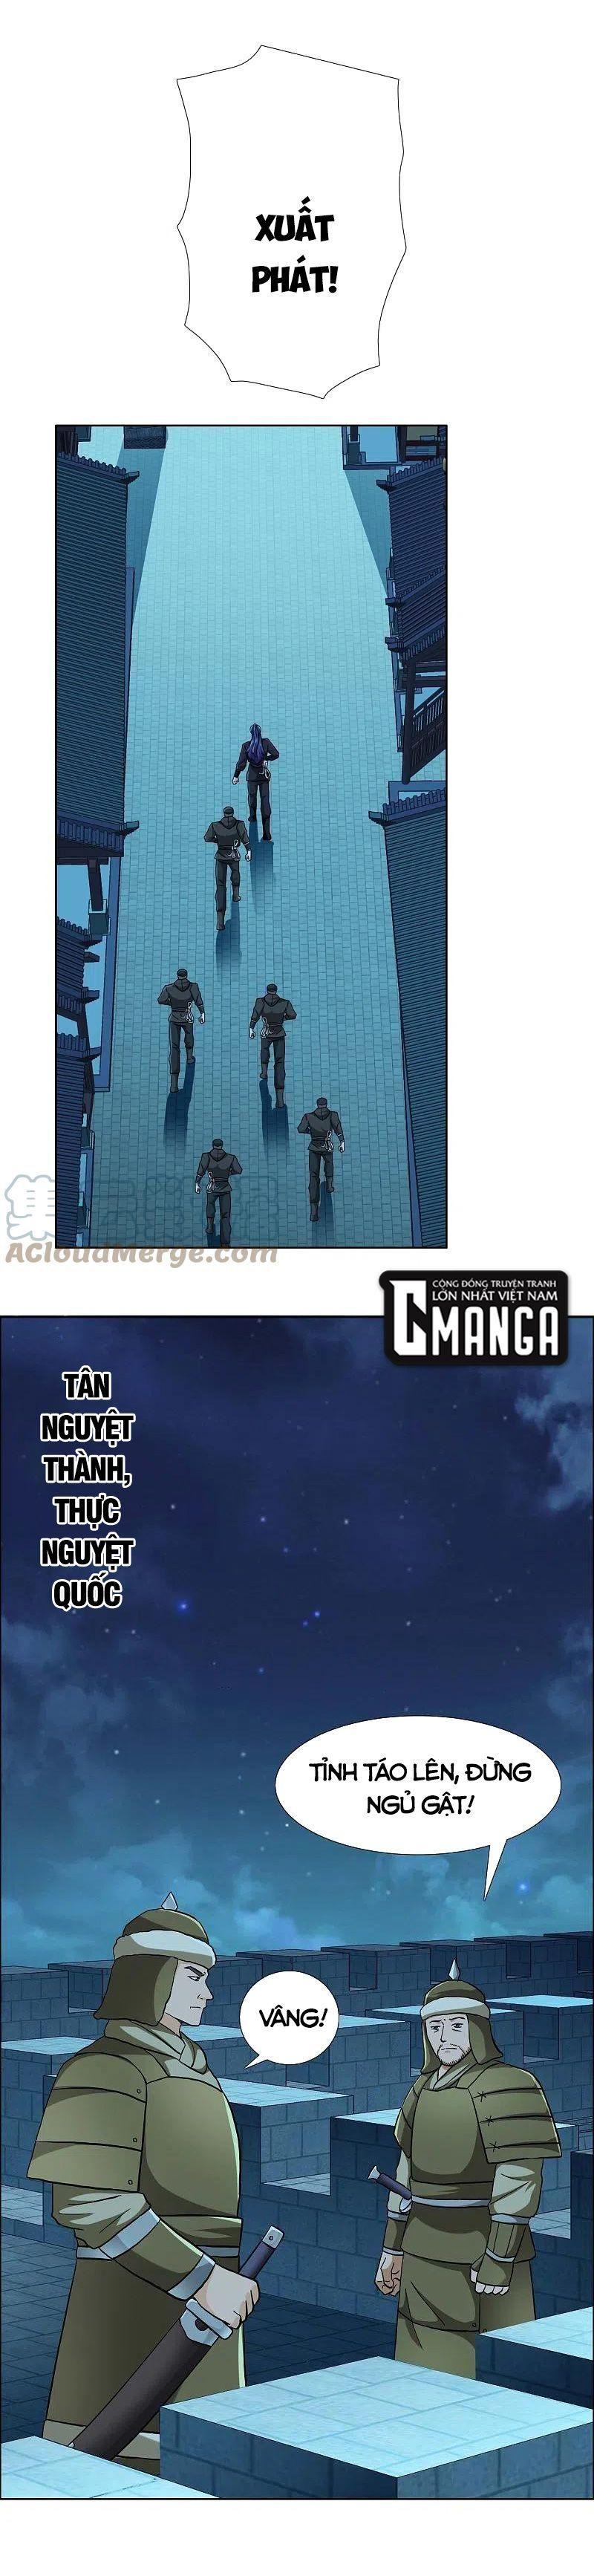 XUẤT
PHÁT!
AcloudMerge.com
CỘNG ĐỒNG TRUYỆN TRANH
LỚN NHẤT VIỆT NAM
CMANGA
TÂN
NGUYỆT
THÀNH,
THỰC
NGUYỆT
QUỐC
TỈNH TÁO LÊN, ĐỪNG
NGỦ GẬT!
VÂNG!